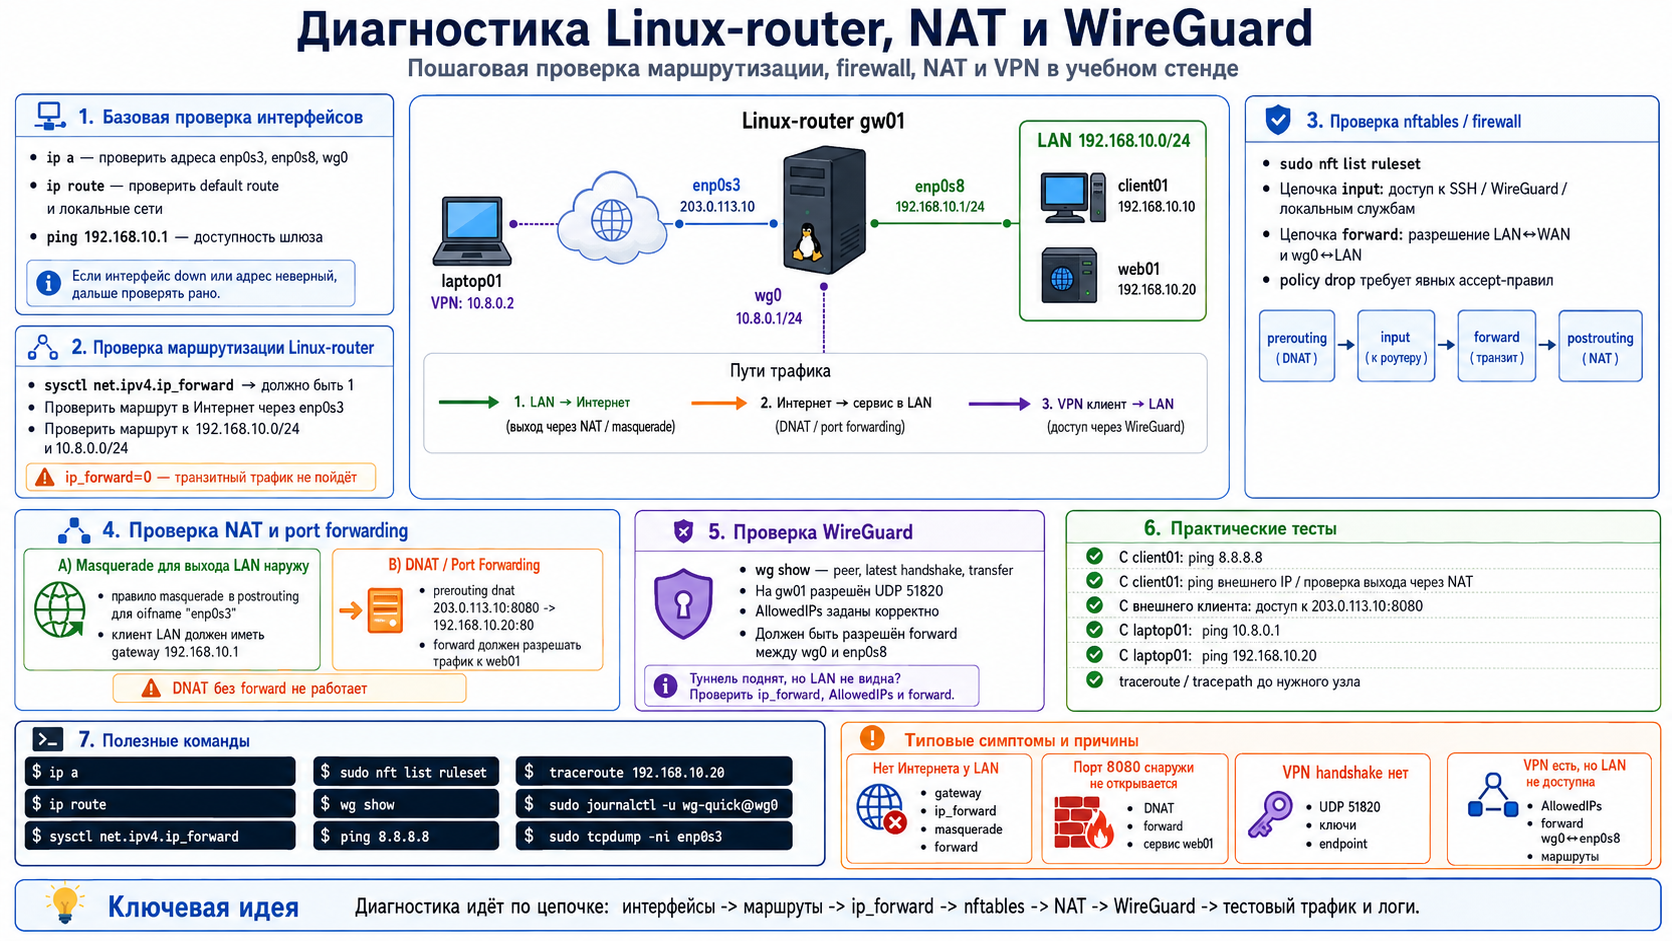 Диагностика Linux-router, NAT и WireGuard
Пошаговая проверка маршрутизации, firewall, NAT и VPN в учебном стенде
1. Базовая проверка интерфейсов
• ip a — проверить адреса enp0s3, enp0s8, wg0
• ip route — проверить default route
и локальные сети
• ping 192.168.10.1 — доступность шлюза
Если интерфейс down или адрес неверный,
дальше проверять рано.
2. Проверка маршрутизации Linux-router
• sysctl net.ipv4.ip_forward → должно быть 1
• Проверить маршрут в Интернет через enp0s3
• Проверить маршрут к 192.168.10.0/24
и 10.8.0.0/24
ip_forward=0 — транзитный трафик не пойдёт
Linux-router gw01
laptop01
VPN: 10.8.0.2
enp0s3
203.0.113.10
wg0
10.8.0.1/24
enp0s8
192.168.10.1/24
LAN 192.168.10.0/24
client01
192.168.10.10
web01
192.168.10.20
Пути трафика
1. LAN → Интернет
(выход через NAT / masquerade)
2. Интернет → сервис в LAN
(DNAT / port forwarding)
3. VPN клиент → LAN
(доступ через WireGuard)
3. Проверка nftables / firewall
• sudo nft list ruleset
• Цепочка input: доступ к SSH / WireGuard /
локальным службам
• Цепочка forward: разрешение LAN↔WAN
и wg0↔LAN
• policy drop требует явных accept-правил
prerouting
(DNAT)
input
(к роутеру)
forward
(транзит)
postrouting
(NAT)
4. Проверка NAT и port forwarding
A) Masquerade для выхода LAN наружу
• правило masquerade в postrouting
для oifname "enp0s3"
• клиент LAN должен иметь
gateway 192.168.10.1
B) DNAT / Port Forwarding
• prerouting dnat
203.0.113.10:8080 ->
192.168.10.20:80
• forward должен разрешать
трафик к web01
DNAT без forward не работает
5. Проверка WireGuard
• wg show — peer, latest handshake, transfer
• На gw01 разрешён UDP 51820
• AllowedIPs заданы корректно
• Должен быть разрешён forward
между wg0 и enp0s8
Туннель поднят, но LAN не видна?
Проверить ip_forward, AllowedIPs и forward.
6. Практические тесты
С client01: ping 8.8.8.8
С client01: ping внешнего IP / проверка выхода через NAT
С внешнего клиента: доступ к 203.0.113.10:8080
С laptop01: ping 10.8.0.1
С laptop01: ping 192.168.10.20
traceroute / tracepath до нужного узла
7. Полезные команды
$ ip a
$ ip route
$ sysctl net.ipv4.ip_forward
$ sudo nft list ruleset
$ wg show
$ ping 8.8.8.8
$ traceroute 192.168.10.20
$ sudo journalctl -u wg-quick@wg0
$ sudo tcpdump -ni enp0s3
Типовые симптомы и причины
Нет Интернета у LAN
• gateway
• ip_forward
• masquerade
• forward
Порт 8080 снаружи
не открывается
• DNAT
• forward
• сервис web01
VPN handshake нет
• UDP 51820
• ключи
• endpoint
VPN есть, но LAN
не доступна
• AllowedIPs
• forward
wg0↔enp0s8
• маршруты
Ключевая идея
Диагностика идёт по цепочке: интерфейсы -> маршруты -> ip_forward -> nftables -> NAT -> WireGuard -> тестовый трафик и логи.